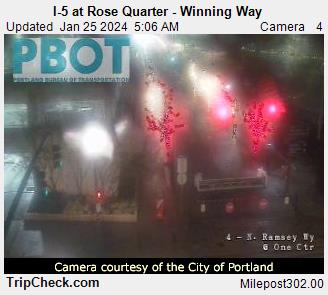 I-5 at Rose Quarter - Winning Way
Updated Jan 25 2024 5:06 AM Camera 4
PBOT
PORTLAND BUREAU OF TRANSPORTATION
4 - N. Ramsey Wy
@ One Ctr
Camera courtesy of the City of Portland
TripCheck.com Milepost302.00